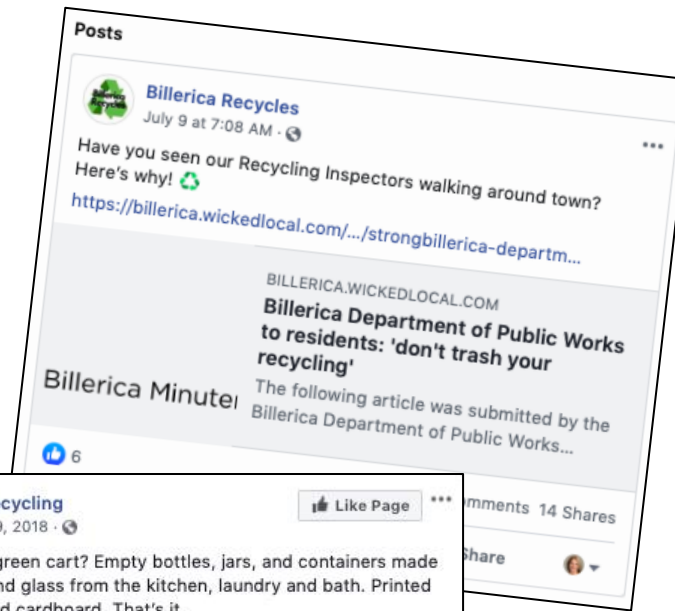 Posts
Billerica Recycles
July 9 at 7:08 AM ·
Have you seen our Recycling Inspectors walking around town?
Here's why! ♻
https://billerica.wickedlocal.com/.../strongbillerica-departm...
BILLERICA.WICKEDLOCAL.COM
Billerica Department of Public Works
to residents: 'don't trash your
recycling'
The following article was submitted by the
Billerica Department of Public Works...
Billerica Minute
6
14 Shares
cycling
Like Page
9, 2018 ·
green cart? Empty bottles, jars, and containers made
nd glass from the kitchen, laundry and bath. Printed
d cardboard. That's it